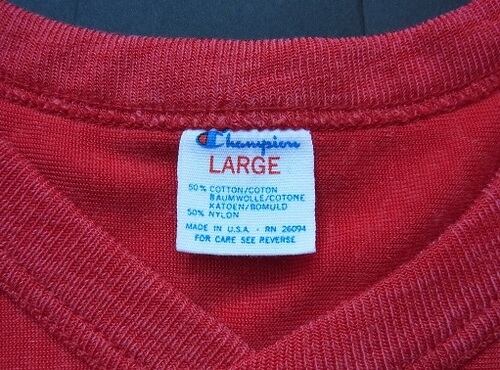 Champion
LARGE
50% COTTON/COTON
BAUMWOLLE/COTONE
KATOEN/BOMULD
50% NYLON
MADE IN U.S.A. - RN 26094
FOR CARE SEE REVERSE